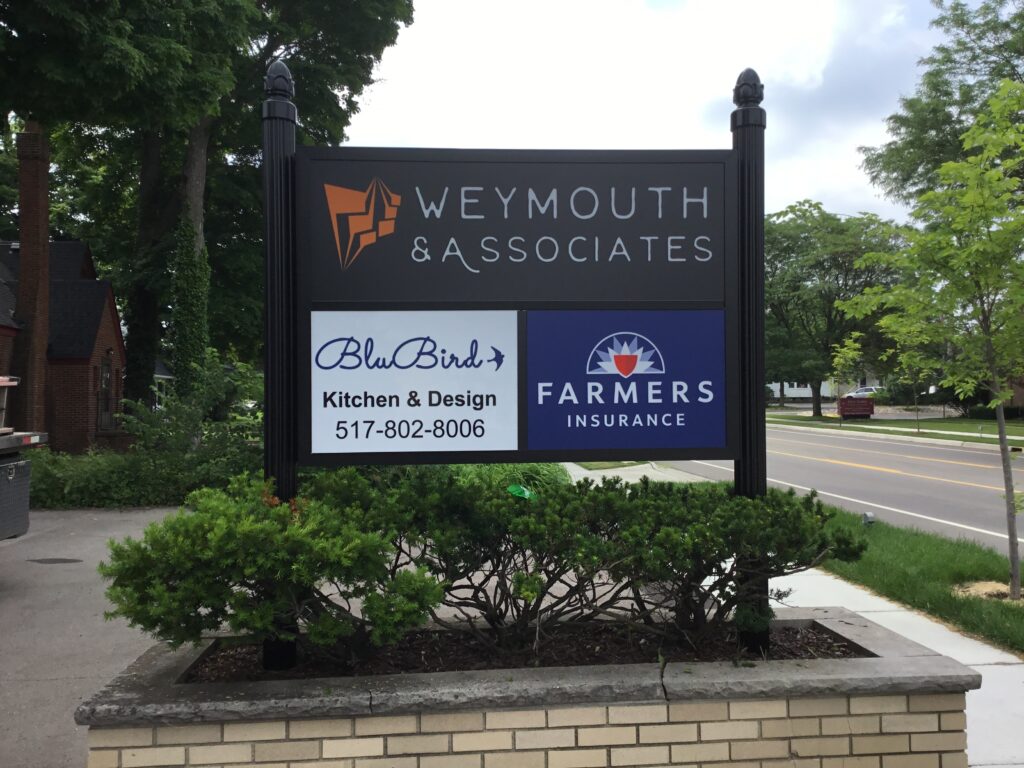 WEYMOUTH
& ASSOCIATES
BluBird
Kitchen & Design
517-802-8006
FARMERS
INSURANCE